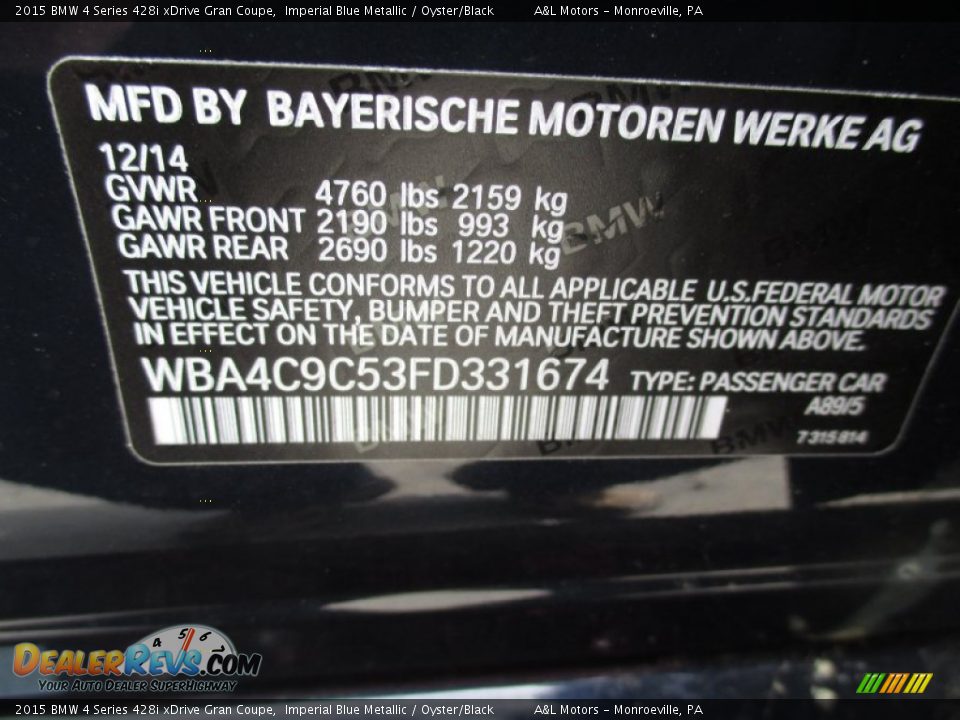 2015 BMW 4 Series 428i xDrive Gran Coupe, Imperial Blue Metallic / Oyster/Black A&L Motors - Monroeville, PA
MFD BY BAYERISCHE MOTOREN WERKE AG
12/14
GVWR 4760 lbs 2159 kg
GAWR FRONT 2190 lbs 993 kg
GAWR REAR 2690 lbs 1220 kg
BMW
THIS VEHICLE CONFORMS TO ALL APPLICABLE U.S.FEDERAL MOTOR
VEHICLE SAFETY, BUMPER AND THEFT PREVENTION STANDARDS
IN EFFECT ON THE DATE OF MANUFACTURE SHOWN ABOVE.
WBA4C9C53FD331674 TYPE: PASSENGER CAR
A89/5
7315814
4 5 6
DEALERREVS.COM
YOUR AUTO DEALER SUPERHIGHWAY
2015 BMW 4 Series 428i xDrive Gran Coupe, Imperial Blue Metallic / Oyster/Black A&L Motors - Monroeville, PA